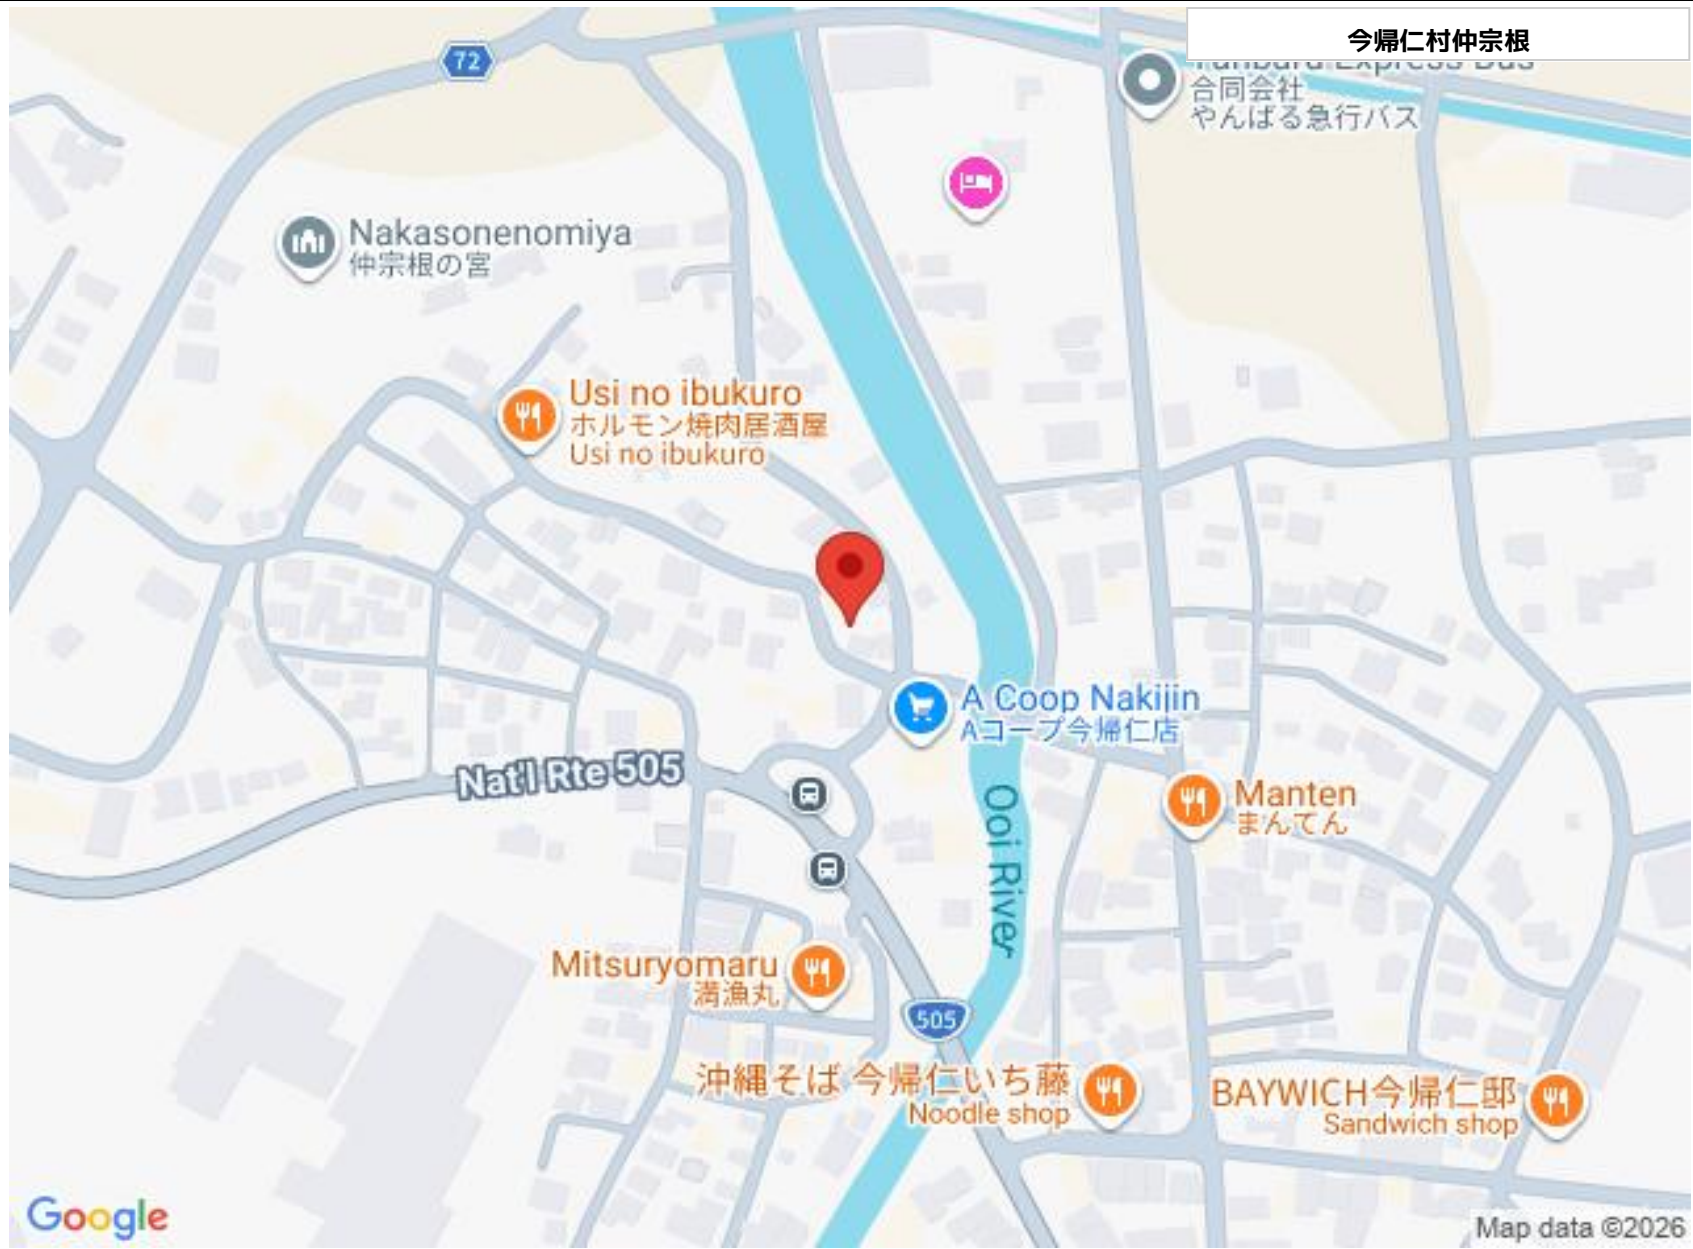 今帰仁村仲宗根
72
合同会社
やんばる急行バス
Nakasonenomiya
仲宗根の宮
Usi no ibukuro
ホルモン焼肉居酒屋
Usi no ibukuro
A Coop Nakijin
Aコープ今帰仁店
Nat'l Rte 505
Manten
まんてん
Ooi River
Mitsuryomaru
満漁丸
505
沖縄そば 今帰仁いち藤
Noodle shop
BAYWICH今帰仁邸
Sandwich shop
Google
Map data ©2026